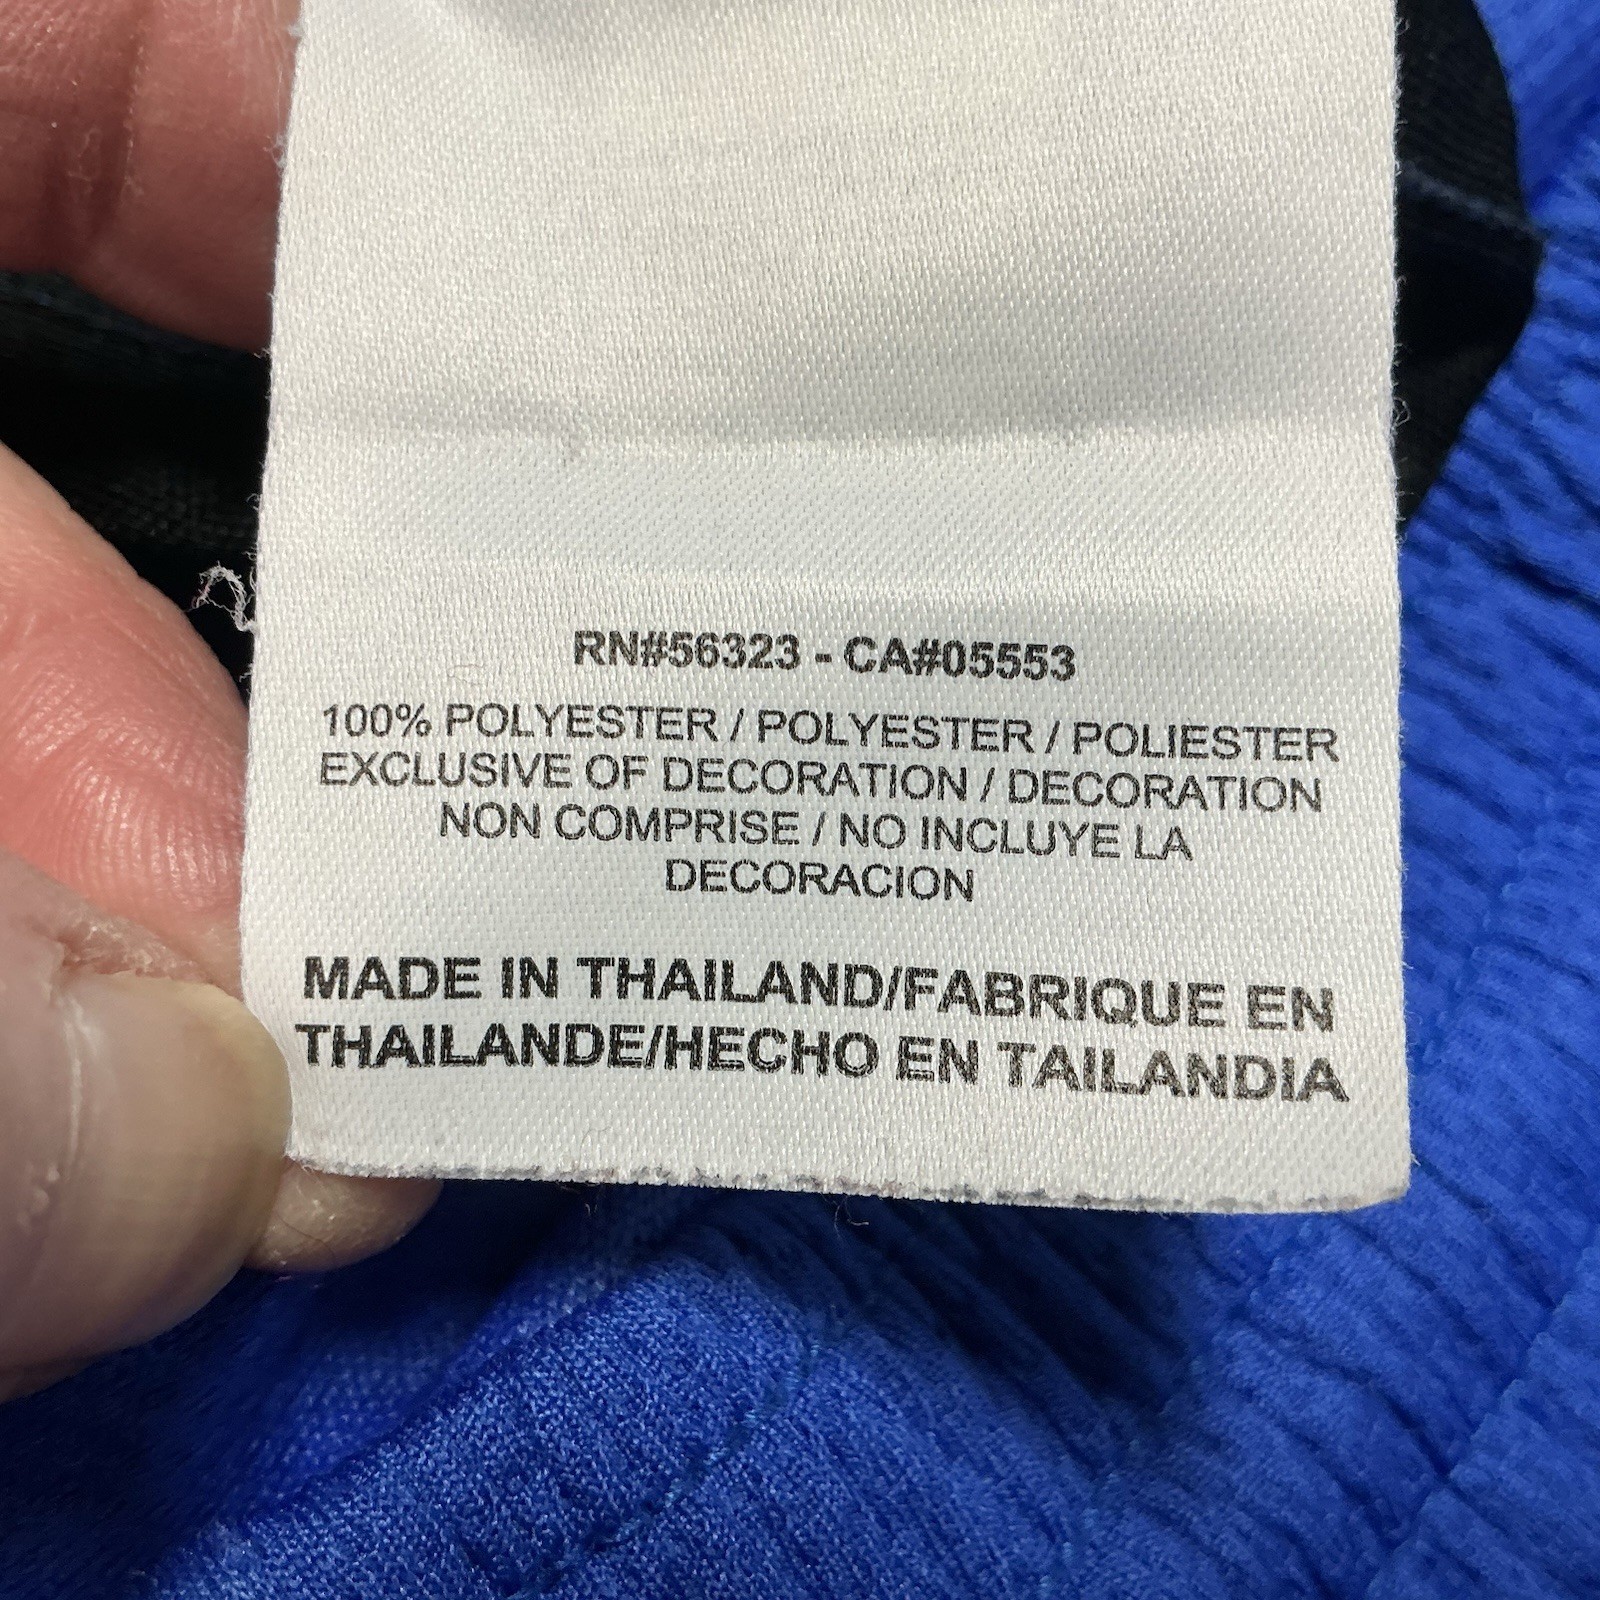 RN#56323 - CA#05553
100% POLYESTER / POLYESTER / POLIESTER
EXCLUSIVE OF DECORATION / DECORATION
NON COMPRISE / NO INCLUYE LA
DECORACION
MADE IN THAILAND/FABRIQUE EN
THAILANDE/HECHO EN TAILANDIA